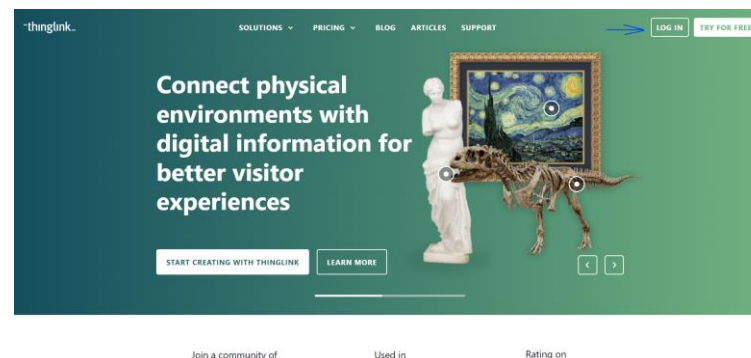 thinglink..
SOLUTIONS PRICING BLOG ARTICLES SUPPORT
LOG IN
TRY FOR FREE
Connect physical
environments with
digital information for
better visitor
experiences
START CREATING WITH THINGLINK
LEARN MORE
Join a community of
Used in
Rating on